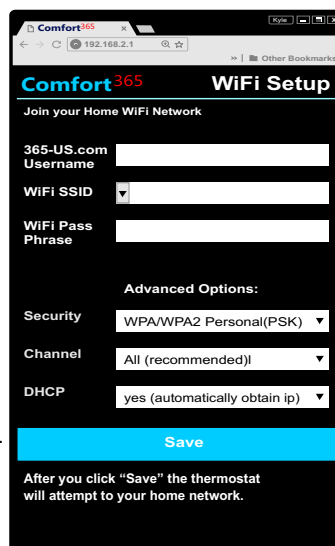 Comfort365 ×
Kyle
192.168.2.1
» Other Bookmarks
Comfort365 WiFi Setup
Join your Home WiFi Network
365-US.com
Username
WiFi SSID
WiFi Pass
Phrase
Advanced Options:
Security WPA/WPA2 Personal(PSK)
Channel All (recommended)l
DHCP yes (automatically obtain ip)
Save
After you click “Save” the thermostat
will attempt to your home network.